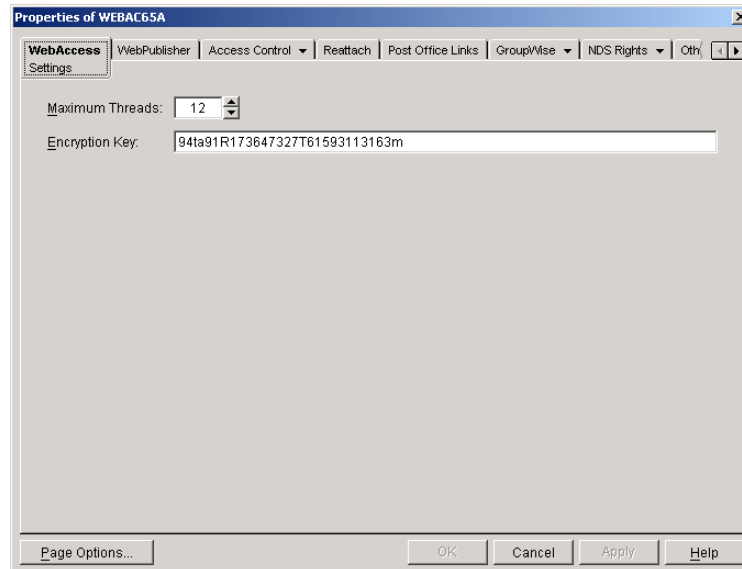 Properties of WEBAC65A
WebAccess WebPublisher Access Control Reattach Post Office Links GroupWise NDS Rights Oth
Settings
Maximum Threads: 12
Encryption Key: 94ta91R173647327T61593113163m
Page Options... OK Cancel Apply Help